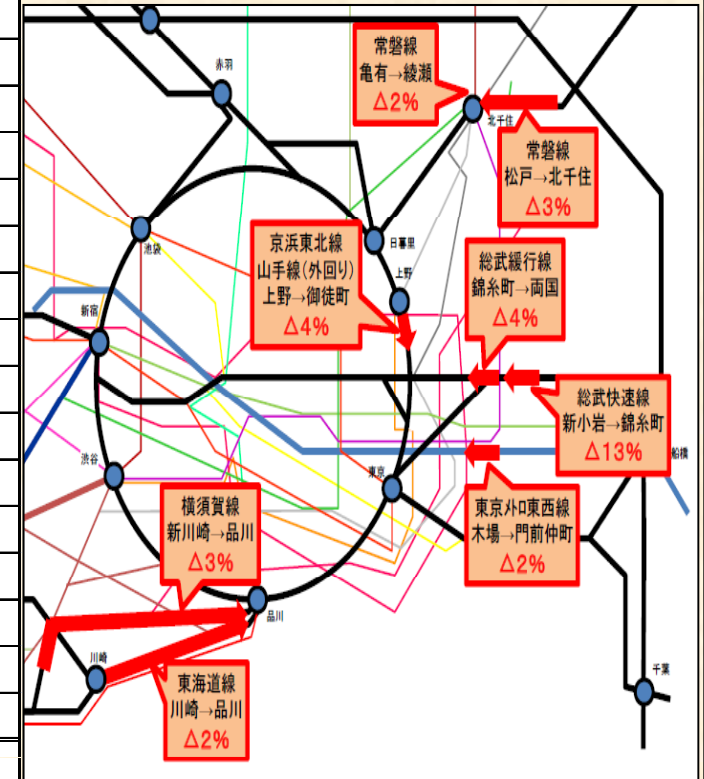 常磐線
亀有→綾瀬
△2%
赤羽
北千住
常磐線
松戸→北千住
△3%
池袋
京浜東北線
山手線(外回り)
上野→御徒町
△4%
日暮里
上野
総武緩行線
錦糸町→両国
△4%
新宿
総武快速線
新小岩→錦糸町
△13%
船橋
渋谷
東京
東京メトロ東西線
木場→門前仲町
△2%
横須賀線
新川崎→品川
△3%
品川
川崎
東海道線
川崎→品川
△2%
千葉